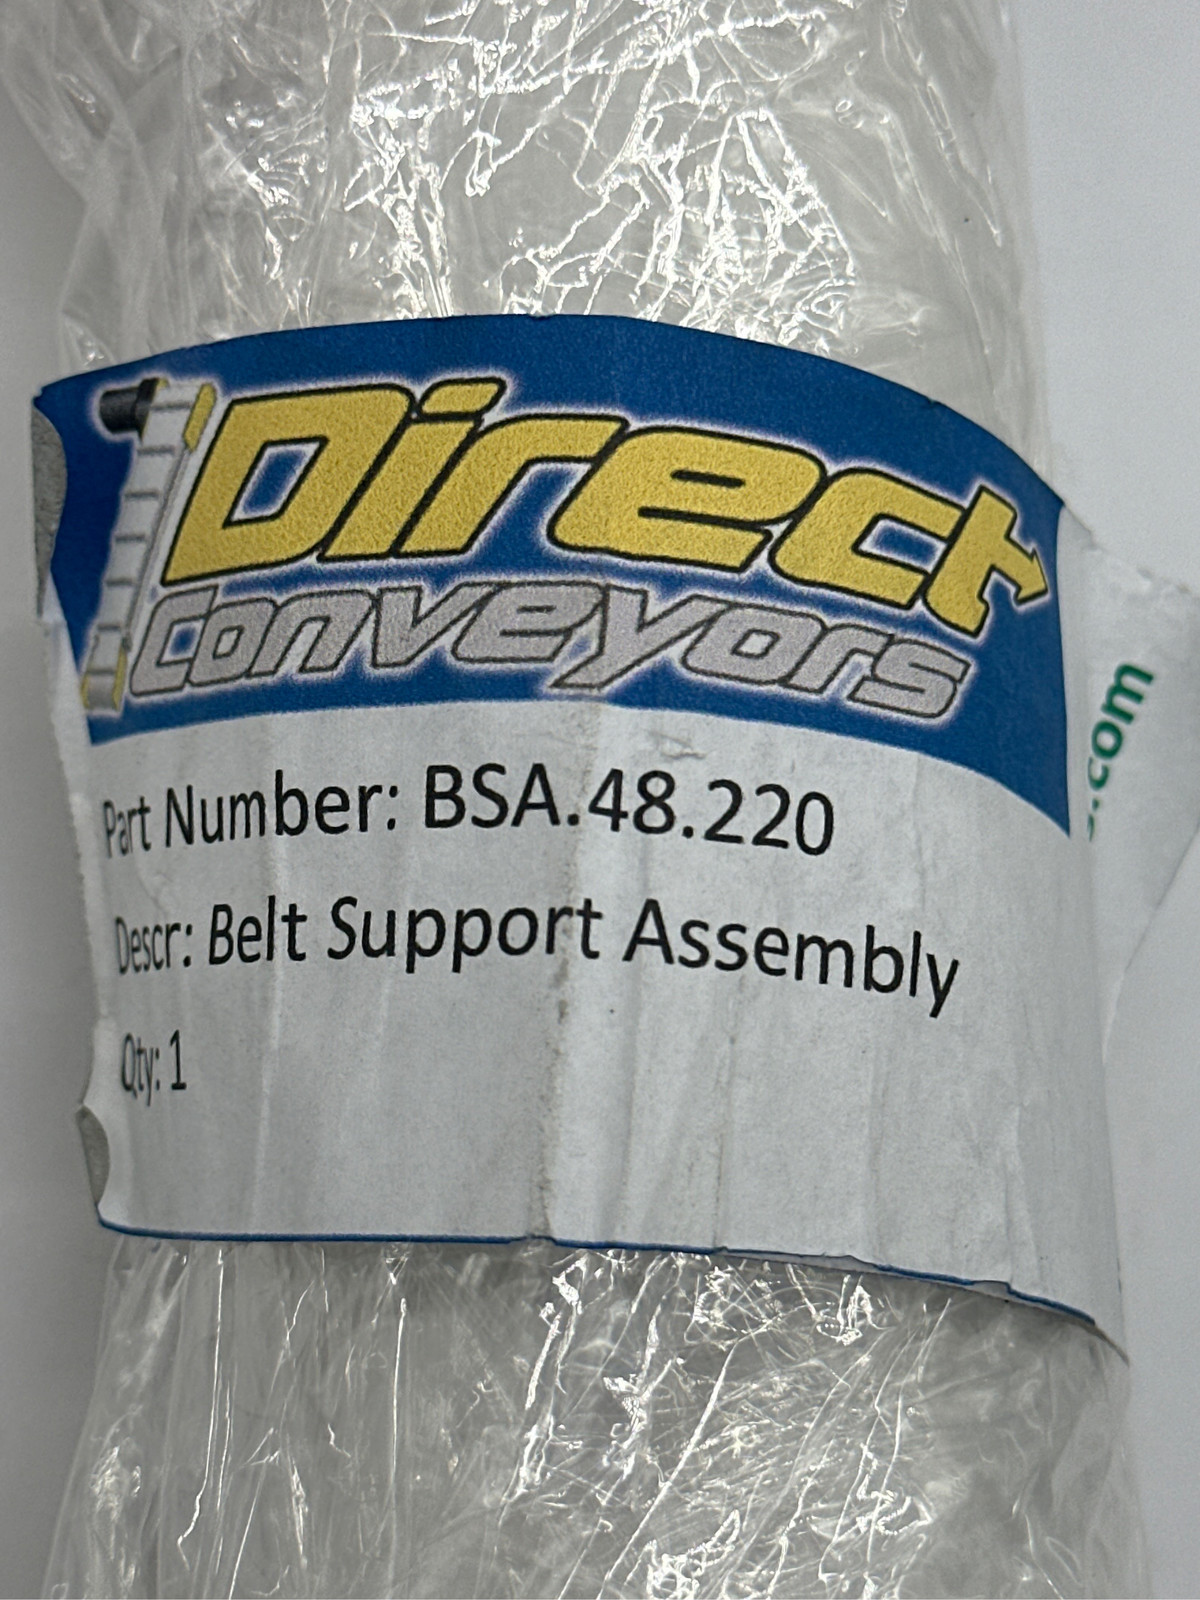 Direct
Conveyors
Part Number: BSA.48.220
Descr: Belt Support Assembly
Qty: 1
s.com